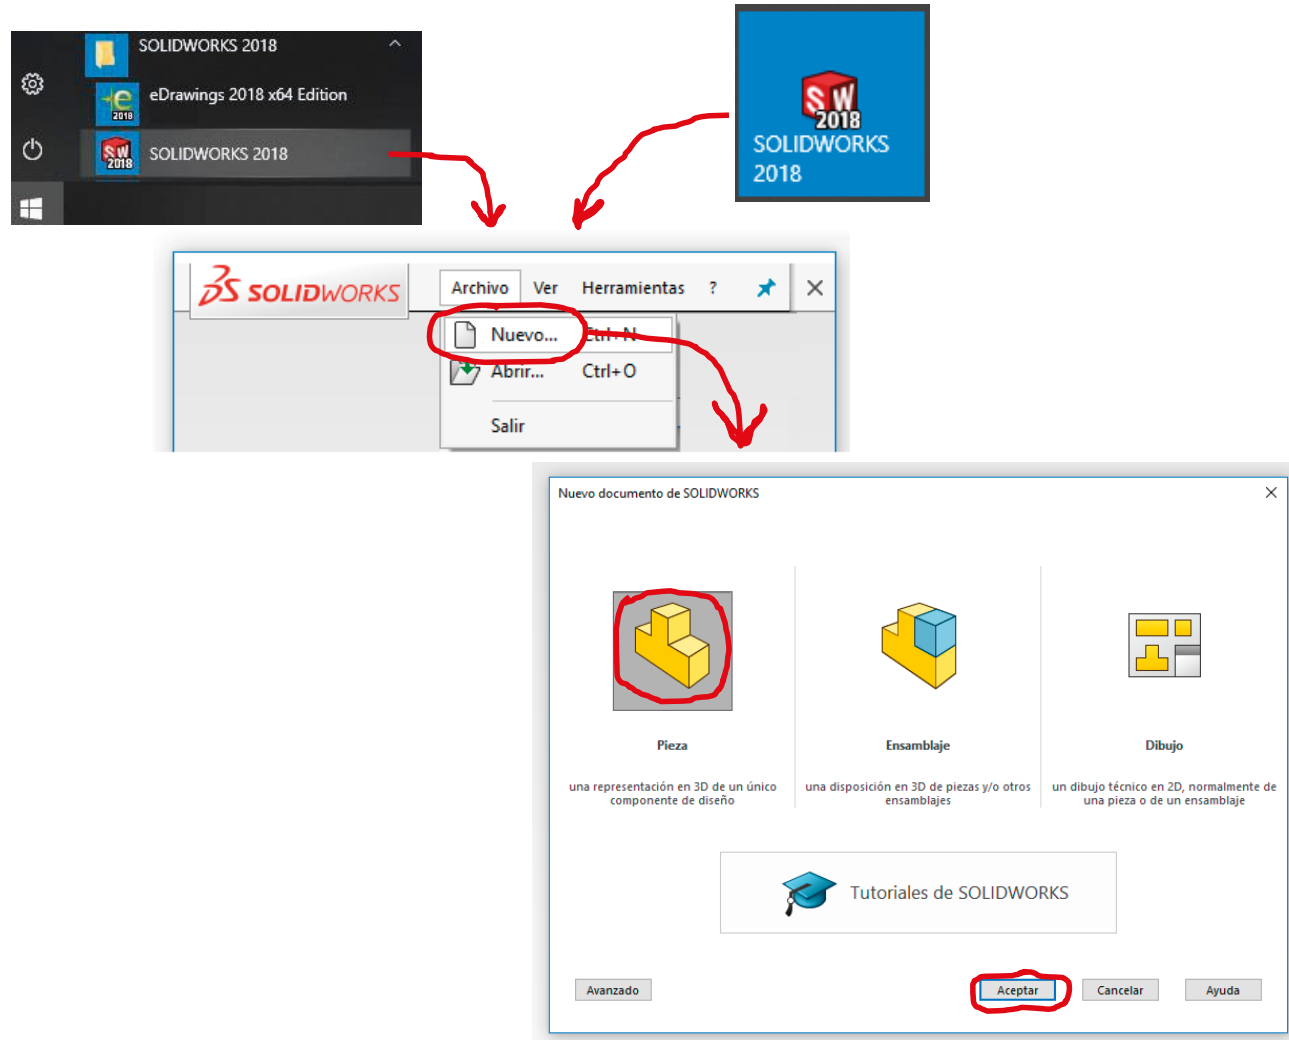 SOLIDWORKS 2018
eDrawings 2018 x64 Edition
2018
SOLIDWORKS 2018
SW
2018
SW
2018
SOLIDWORKS
2018
3S SOLIDWORKS
Archivo Ver Herramientas ?
Nuevo... Ctrl+N
Abrir... Ctrl+O
Salir
Nuevo documento de SOLIDWORKS
Pieza
una representación en 3D de un único
componente de diseño
Ensamblaje
una disposición en 3D de piezas y/o otros
ensamblajes
Dibujo
un dibujo técnico en 2D, normalmente de
una pieza o de un ensamblaje
Tutoriales de SOLIDWORKS
Avanzado Aceptar Cancelar Ayuda